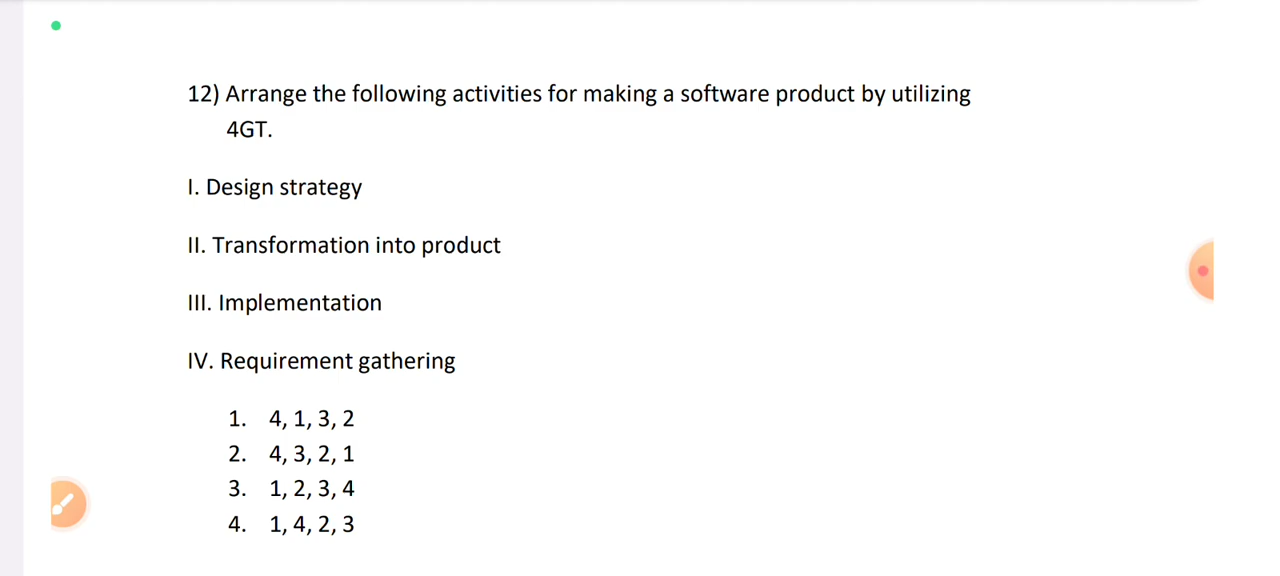 12) Arrange the following activities for making a software product by utilizing
4GT.
I. Design strategy
II. Transformation into product
III. Implementation
IV. Requirement gathering
1. 4, 1, 3, 2
2. 4, 3, 2, 1
3. 1, 2, 3, 4
4. 1, 4, 2, 3